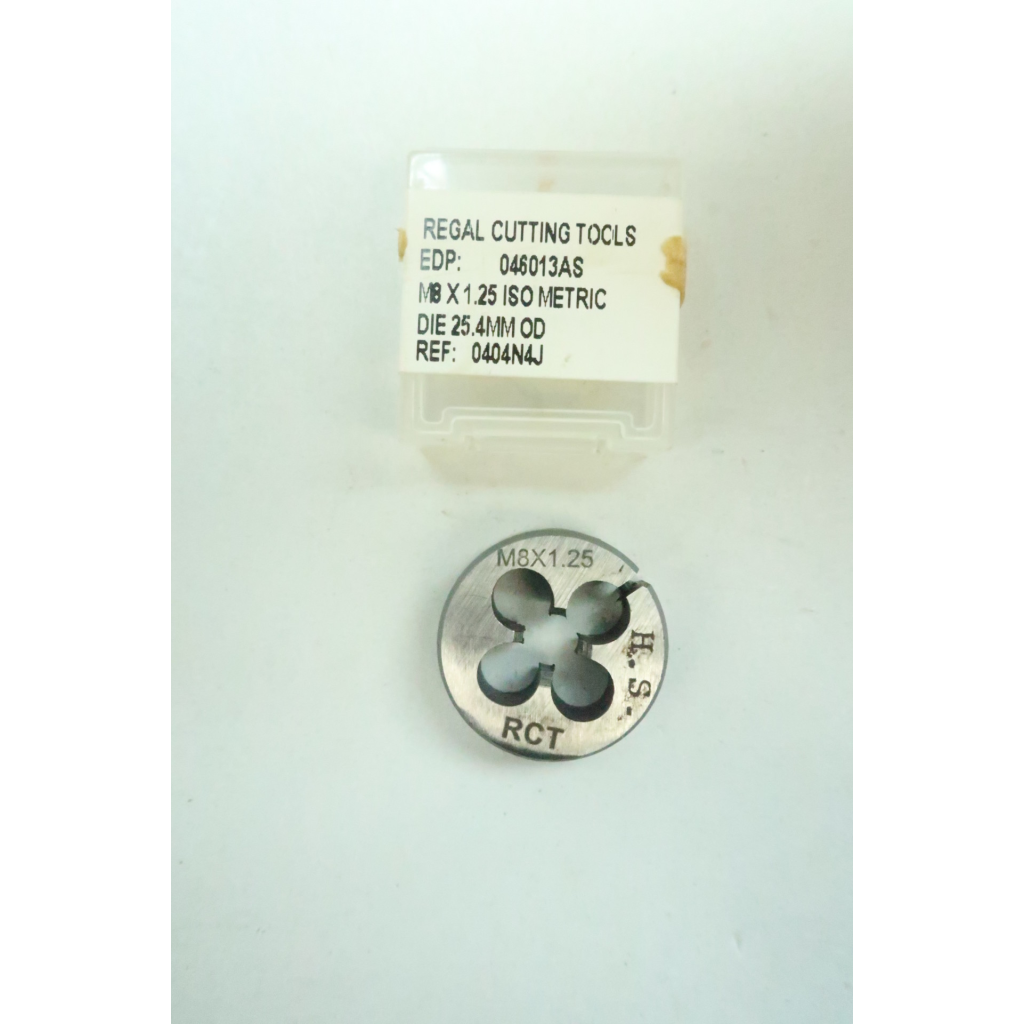 REGAL CUTTING TOOLS
EDP: 046013AS
M8 X 1.25 ISO METRIC
DIE 25.4MM OD
REF: 0404N4J
M8X1.25
H.S.
RCT